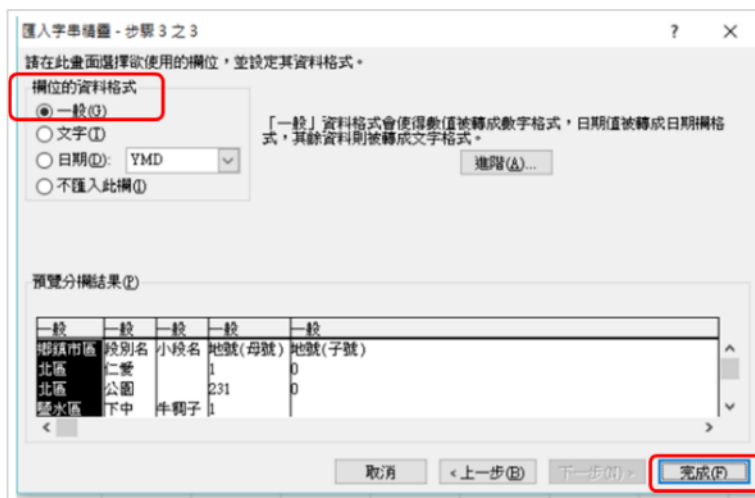 匯入字串精靈 - 步驟 3 之 3
請在此畫面選擇欲使用的欄位，並設定其資料格式。
欄位的資料格式
一般(G)
文字(T)
日期(D): YMD
不匯入此欄(I)
「一般」資料格式會使得數值被轉成數字格式，日期值被轉成日期欄格
式，其餘資料則被轉成文字格式。
進階(A)...
預覽分欄結果(P)
一般 一般 一般 一般 一般
鄉鎮市區 段別名 小段名 地號(母號) 地號(子號)
北區 仁愛 1 0
北區 公園 231 0
鹽水區 下中 牛稠子 1
取消 <上一步(B) 下一步(N)> 完成(F)